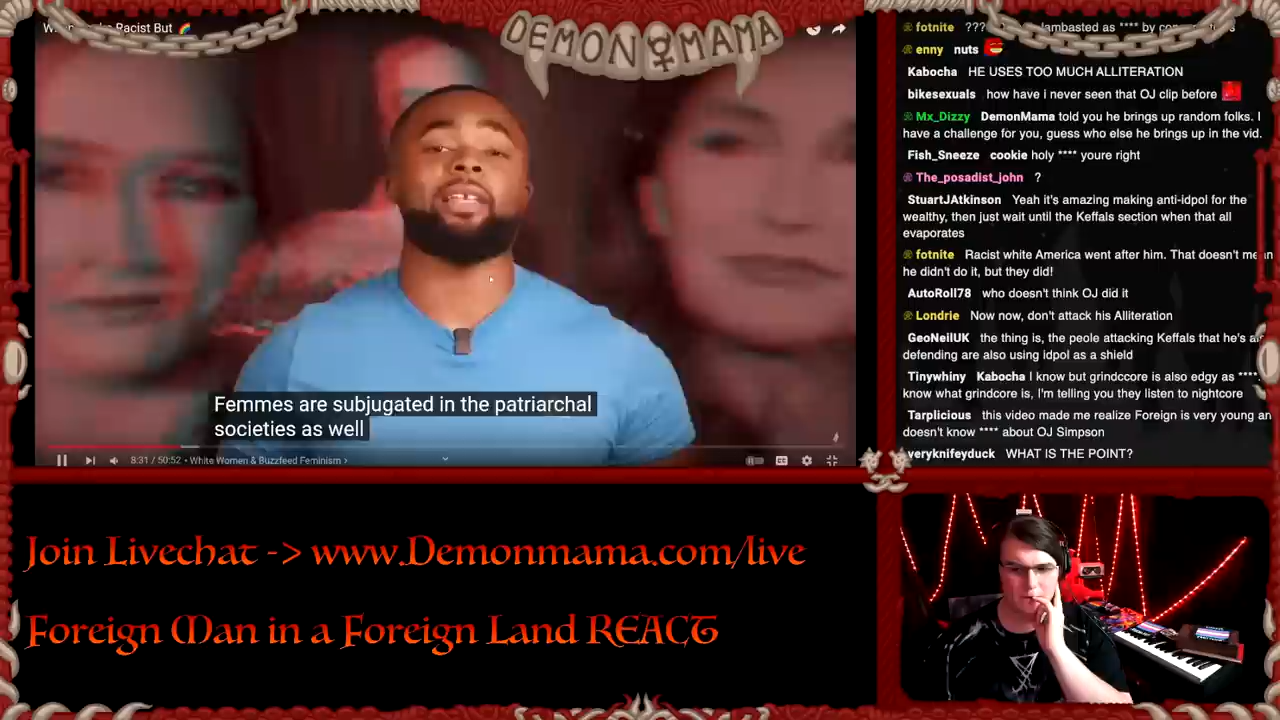 Racist But 🌈
DEMON MAMA
Femmes are subjugated in the patriarchal
societies as well
8:31 / 50:52 • White Women & Buzzfeed Feminism >
fotnite ??? lambasted as **** by
enny nuts
Kabocha HE USES TOO MUCH ALLITERATION
bikesexuals how have i never seen that OJ clip before
Mx_Dizzy DemonMama told you he brings up random folks. I
have a challenge for you, guess who else he brings up in the vid.
Fish_Sneeze cookie holy **** youre right
The_posadist_john ?
StuartJAtkinson Yeah it's amazing making anti-idpol for the
wealthy, then just wait until the Keffals section when that all
evaporates
fotnite Racist white America went after him. That doesn't mean
he didn't do it, but they did!
AutoRoll78 who doesn't think OJ did it
Londrie Now now, don't attack his Alliteration
GeoNeilUK the thing is, the peole attacking Keffals that he's
defending are also using idpol as a shield
Tinywhiny Kabocha I know but grindccore is also edgy as ****
know what grindcore is, I'm telling you they listen to nightcore
Tarplicious this video made me realize Foreign is very young an
doesn't know **** about OJ Simpson
veryknifeyduck WHAT IS THE POINT?
Join Livechat -> www.Demonmama.com/live
Foreign Man in a Foreign Land REACT